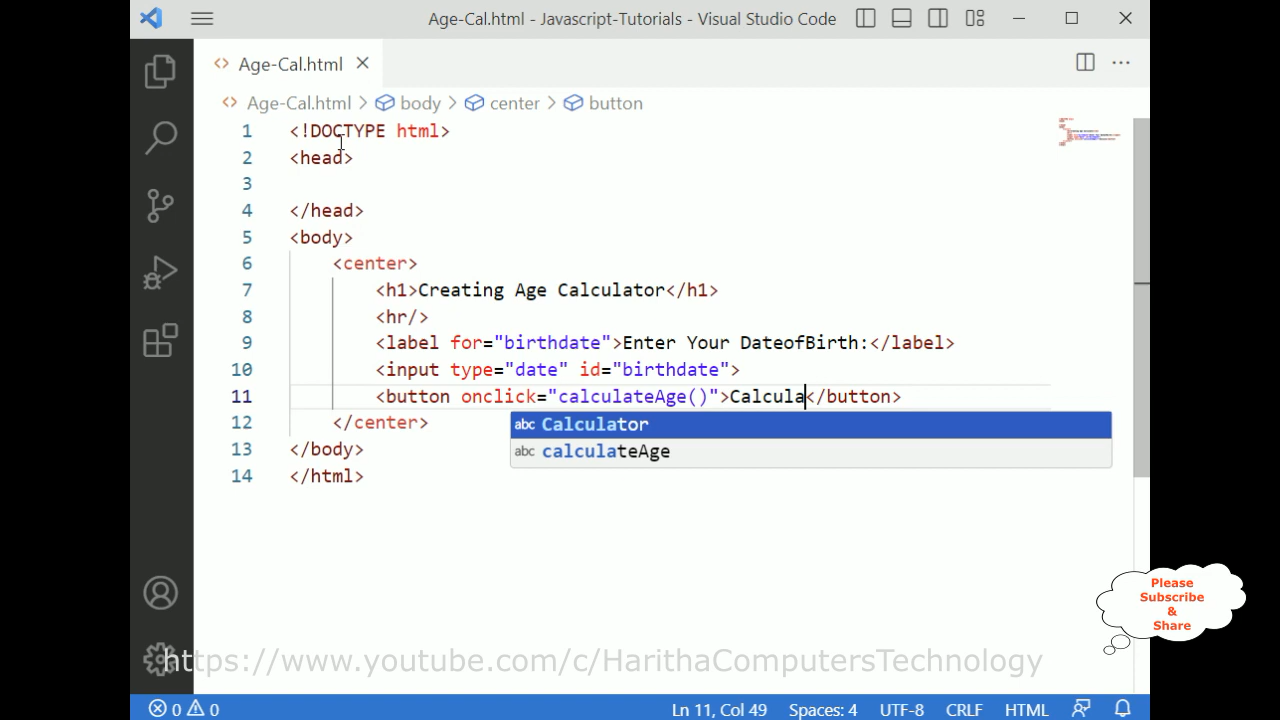 Age-Cal.html - Javascript-Tutorials - Visual Studio Code
Age-Cal.html
Age-Cal.html > body > center > button
1 <!DOCTYPE html>
2 <head>
3
4 </head>
5 <body>
6 <center>
7 <h1>Creating Age Calculator</h1>
8 <hr/>
9 <label for="birthdate">Enter Your DateofBirth:</label>
10 <input type="date" id="birthdate">
11 <button onclick="calculateAge()">Calcula</button>
12 </center>
13 </body>
14 </html>
abc Calculator
abc calculateAge
Please
Subscribe
&
Share
https://www.youtube.com/c/HarithaComputersTechnology
0 0 Ln 11, Col 49 Spaces: 4 UTF-8 CRLF HTML